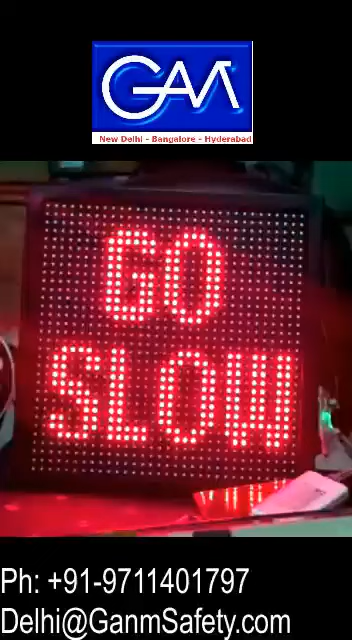 GAM
New Delhi - Bangalore - Hyderabad
GO
SLOW
Ph: +91-9711401797
Delhi@GanmSafety.com